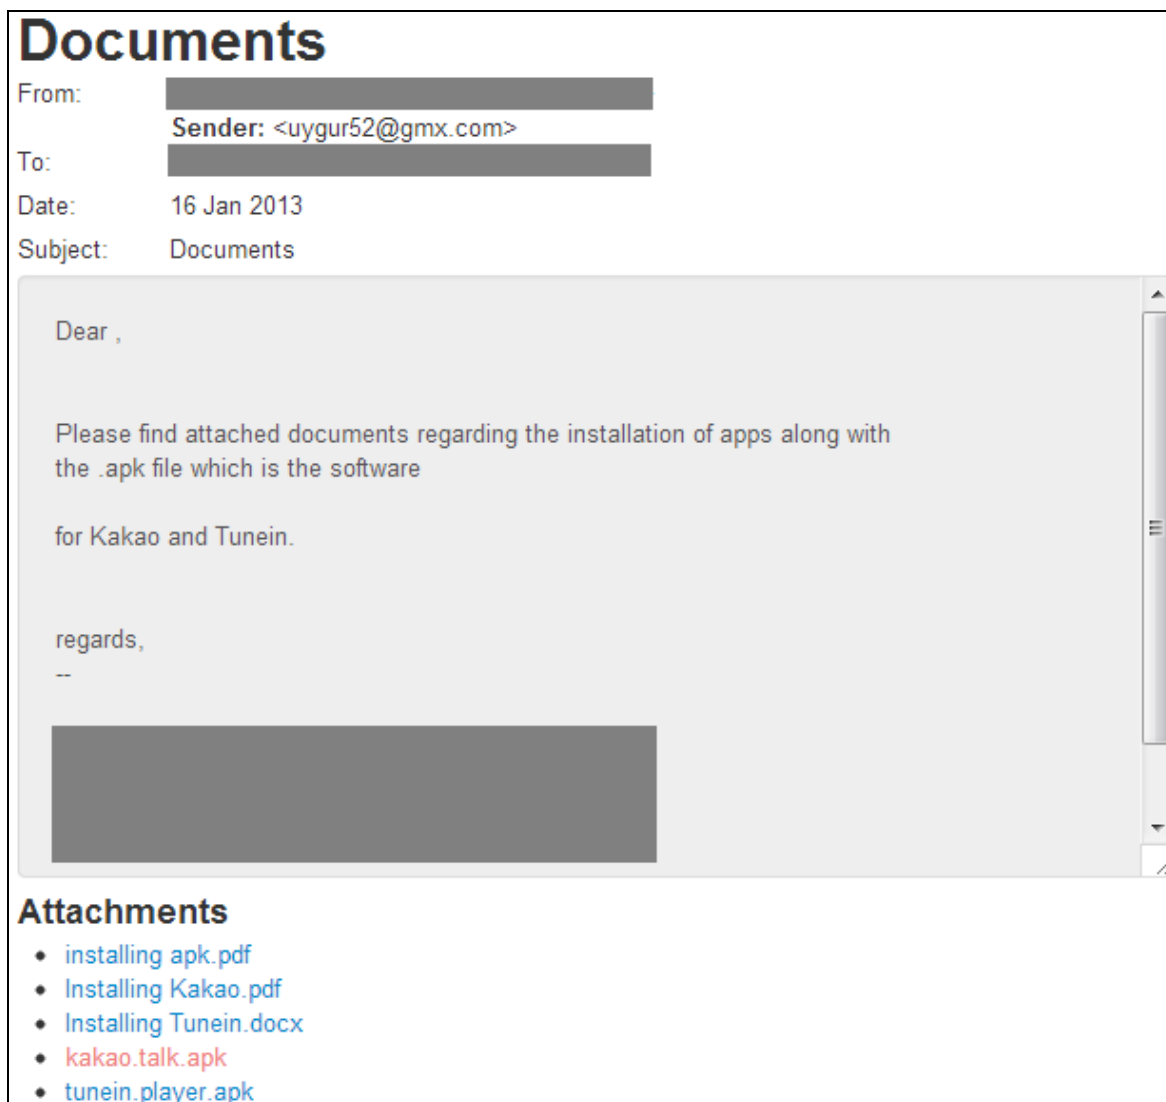 Documents
From:
Sender: <uygur52@gmx.com>
To:
Date: 16 Jan 2013
Subject: Documents
Dear ,
Please find attached documents regarding the installation of apps along with
the .apk file which is the software
for Kakao and Tunein.
regards,
--
Attachments
• installing apk.pdf
• Installing Kakao.pdf
• Installing Tunein.docx
• kakao.talk.apk
• tunein.player.apk